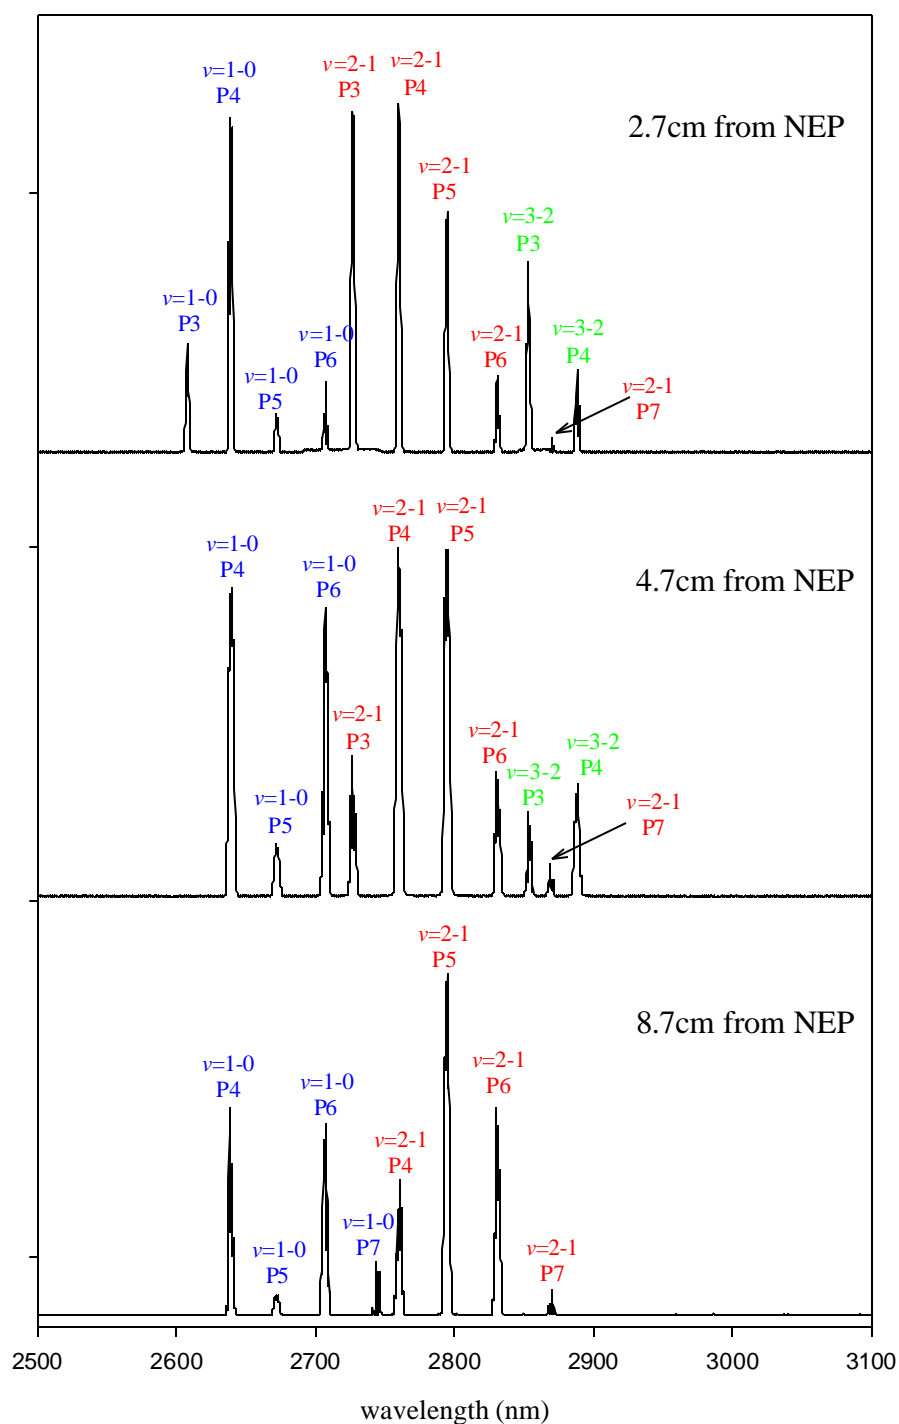 v=1-0
P3
v=1-0
P4
v=1-0
P5
v=1-0
P6
v=2-1
P3
v=2-1
P4
v=2-1
P5
v=2-1
P6
v=3-2
P3
v=3-2
P4
v=2-1
P7
2.7cm from NEP
v=1-0
P4
v=1-0
P5
v=1-0
P6
v=2-1
P3
v=2-1
P4
v=2-1
P5
v=2-1
P6
v=3-2
P3
v=3-2
P4
v=2-1
P7
4.7cm from NEP
v=1-0
P4
v=1-0
P5
v=1-0
P6
v=1-0
P7
v=2-1
P4
v=2-1
P5
v=2-1
P6
v=2-1
P7
8.7cm from NEP
2500 2600 2700 2800 2900 3000 3100
wavelength (nm)